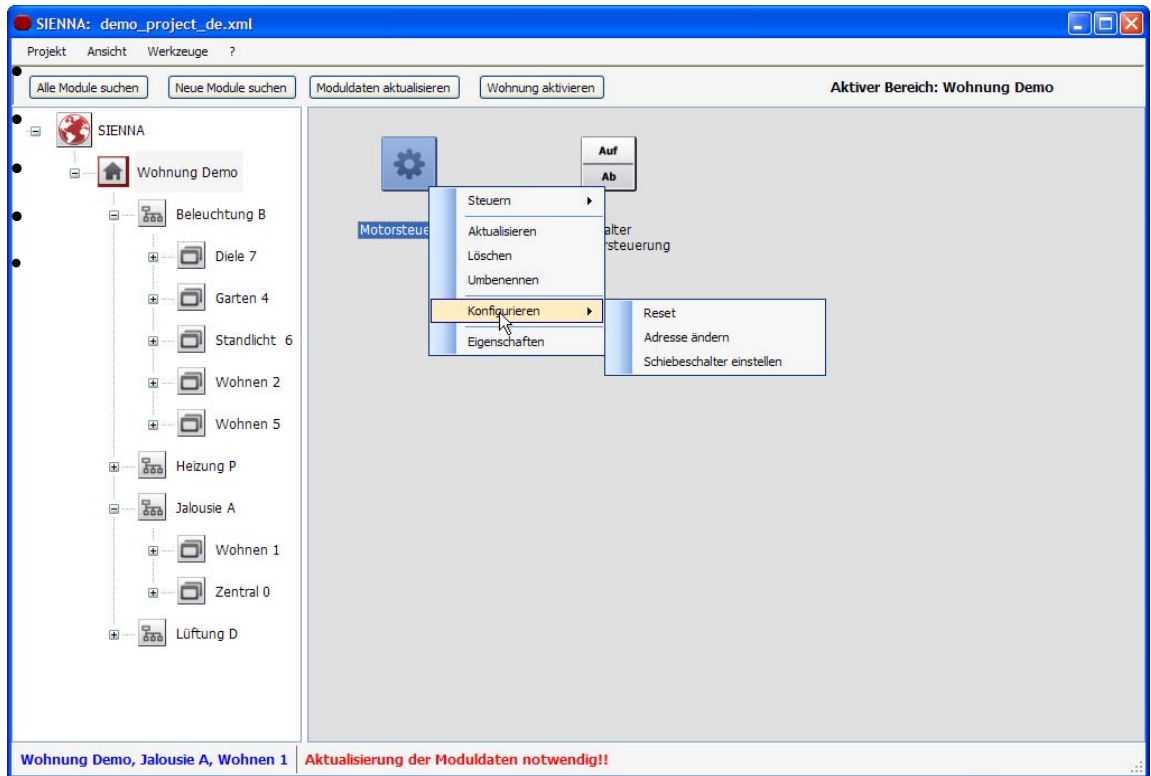 SIENNA: demo_project_de.xml
Projekt Ansicht Werkzeuge ?
Alle Module suchen Neue Module suchen Moduldaten aktualisieren Wohnung aktivieren Aktiver Bereich: Wohnung Demo
SIENNA
Wohnung Demo
Beleuchtung B
Diele 7
Garten 4
Standlicht 6
Wohnen 2
Wohnen 5
Heizung P
Jalousie A
Wohnen 1
Zentral 0
Lüftung D
Auf
Ab
Motorsteue
alter
rsteuerung
Steuern
Aktualisieren
Löschen
Umbenennen
Konfigurieren
Eigenschaften
Reset
Adresse ändern
Schiebeschalter einstellen
Wohnung Demo, Jalousie A, Wohnen 1 Aktualisierung der Moduldaten notwendig!!